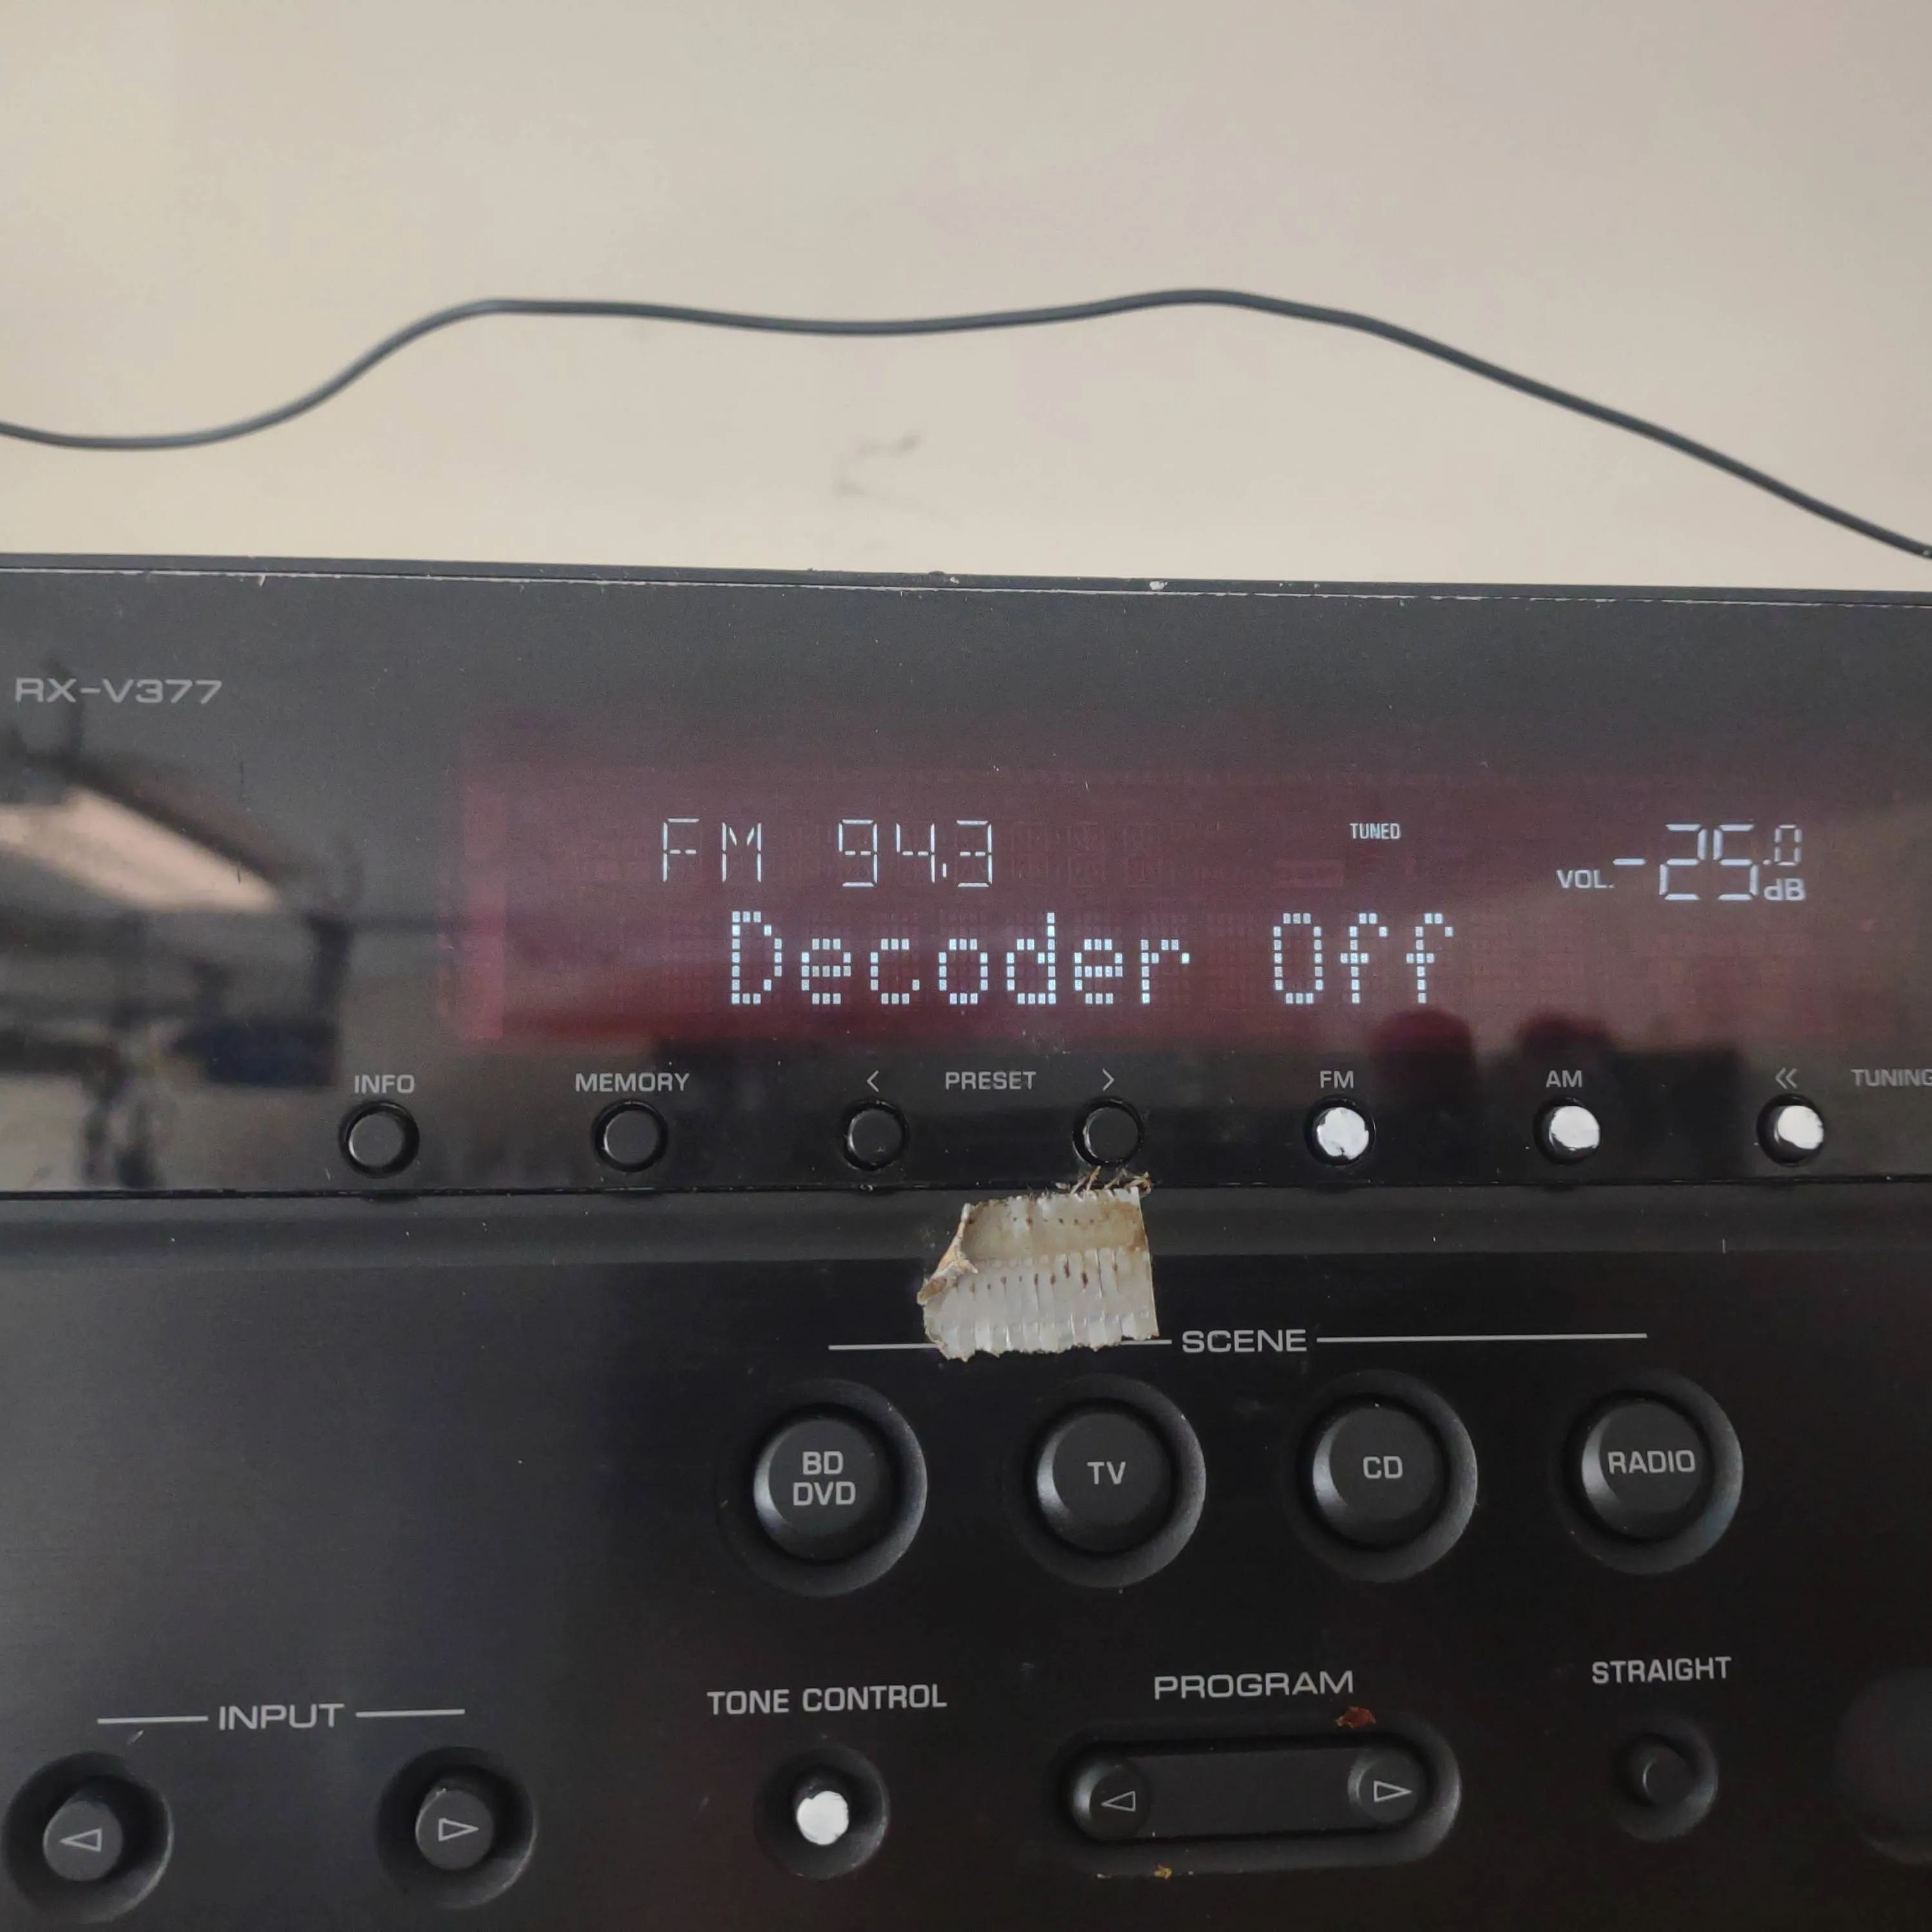 RX-V377
FM 94.3
TUNED
VOL. -25.0 dB
Decoder Off
INFO MEMORY < PRESET > FM AM << TUNING
SCENE
BD DVD
TV
CD
RADIO
INPUT
TONE CONTROL
PROGRAM
STRAIGHT